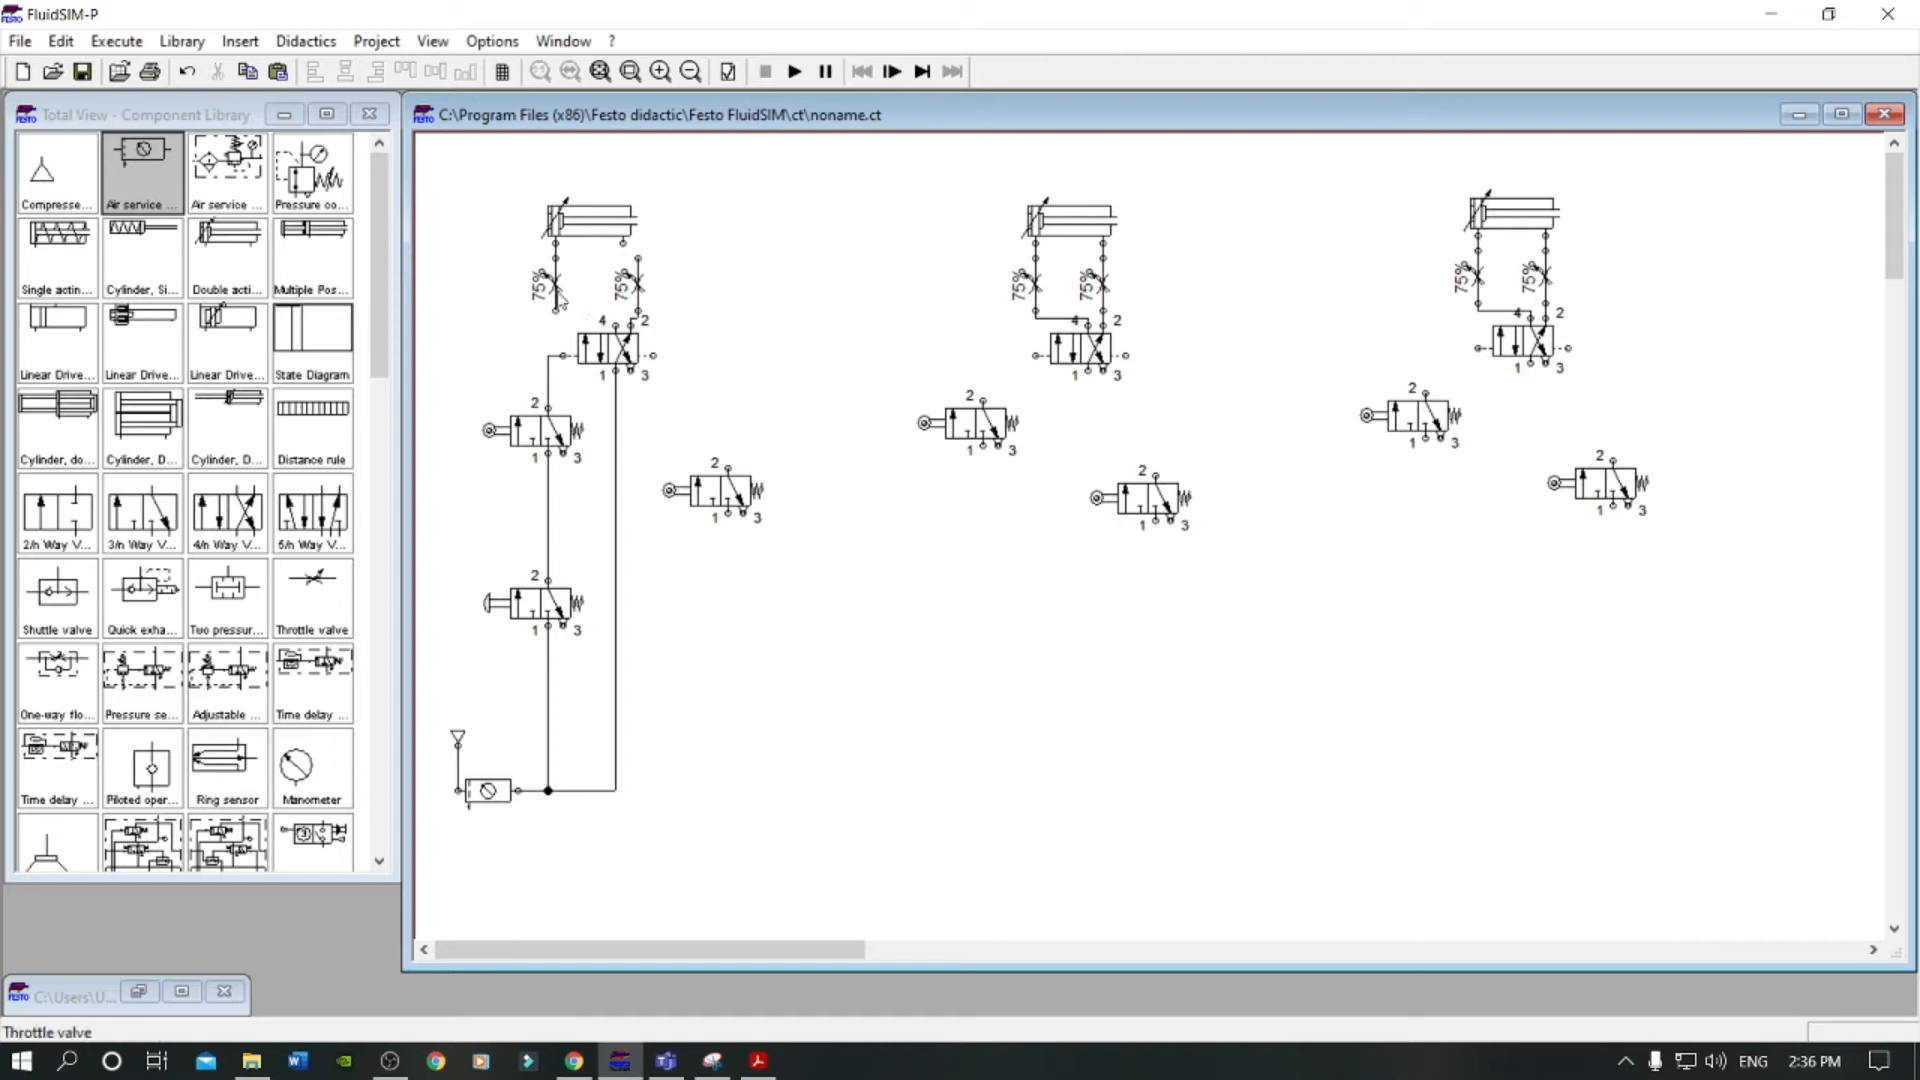 FluidSIM-P
File Edit Execute Library Insert Didactics Project View Options Window ?
Total View - Component Library
Compresse... Air service ... Air service ... Pressure co...
Single actin... Cylinder, Si... Double acti... Multiple Pos...
Linear Drive... Linear Drive... Linear Drive... State Diagram
Cylinder, do... Cylinder, D... Cylinder, D... Distance rule
2/n Way V... 3/n Way V... 4/n Way V... 5/n Way V...
Shuttle valve Quick exha... Two pressur... Throttle valve
One-way flo... Pressure se... Adjustable ... Time delay ...
Time delay ... Piloted oper... Ring sensor Manometer
C:\Program Files (x86)\Festo didactic\Festo FluidSIM\ct\noname.ct
75% 75% 75% 75% 75% 75%
4 2 4 2 4 2
1 3 1 3 1 3
2 2 2
1 3 1 3 1 3
2 2 2
1 3 1 3 1 3
2
1 3
FESTO C:\Users\U...
Throttle valve
ENG 2:36 PM